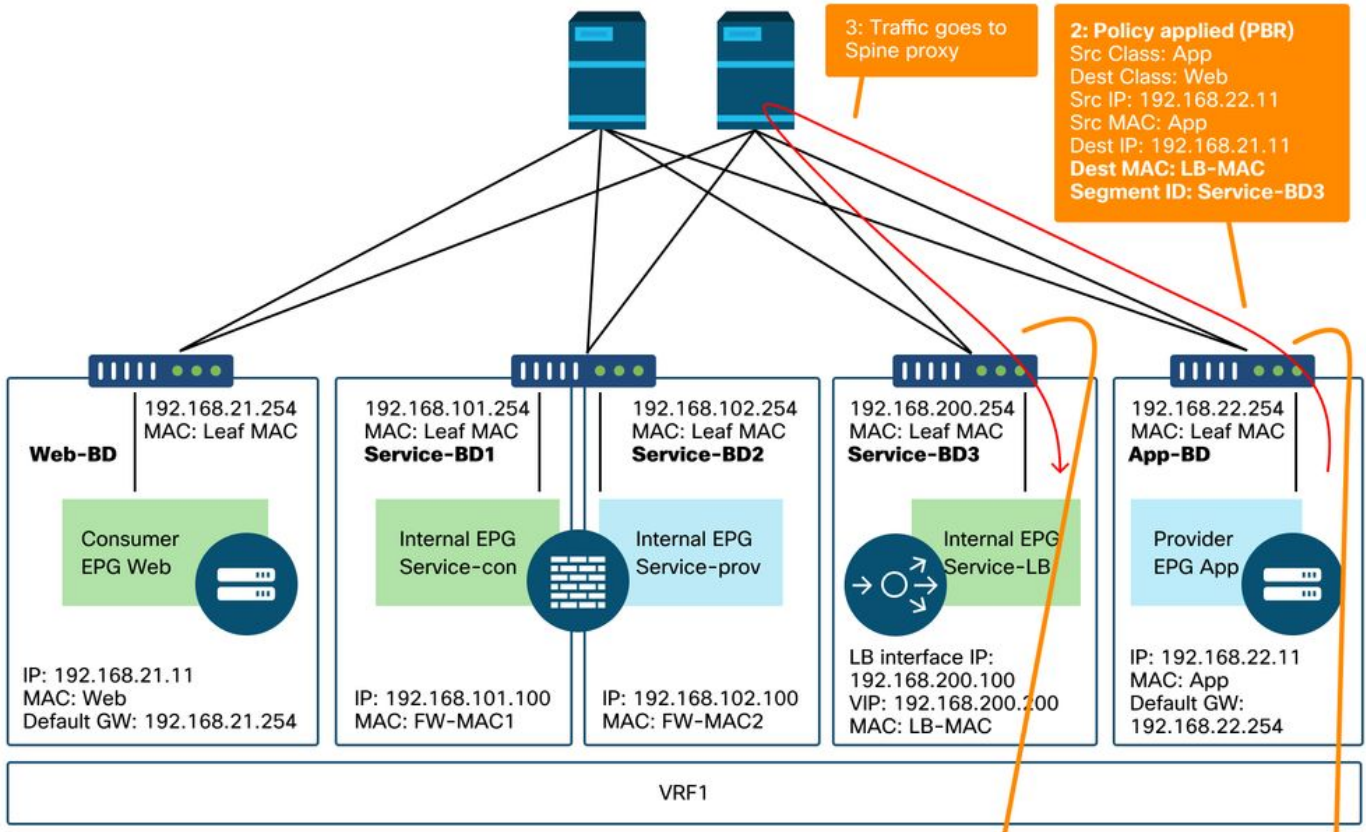 3: Traffic goes to
Spine proxy
2: Policy applied (PBR)
Src Class: App
Dest Class: Web
Src IP: 192.168.22.11
Src MAC: App
Dest IP: 192.168.21.11
Dest MAC: LB-MAC
Segment ID: Service-BD3
192.168.21.254
MAC: Leaf MAC
Web-BD
Consumer
EPG Web
IP: 192.168.21.11
MAC: Web
Default GW: 192.168.21.254
192.168.101.254
MAC: Leaf MAC
Service-BD1
Internal EPG
Service-con
IP: 192.168.101.100
MAC: FW-MAC1
192.168.102.254
MAC: Leaf MAC
Service-BD2
Internal EPG
Service-prov
IP: 192.168.102.100
MAC: FW-MAC2
192.168.200.254
MAC: Leaf MAC
Service-BD3
Internal EPG
Service-LB
LB interface IP:
192.168.200.100
VIP: 192.168.200.200
MAC: LB-MAC
192.168.22.254
MAC: Leaf MAC
App-BD
Provider
EPG App
IP: 192.168.22.11
MAC: App
Default GW:
192.168.22.254
VRF1